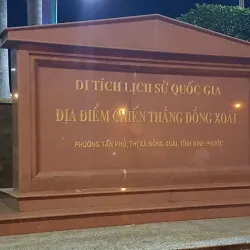 DI TÍCH LỊCH SỬ QUỐC GIA
ĐỊA ĐIỂM CHIẾN THẮNG ĐỒNG XOÀI
PHƯỜNG TÂN PHÚ, THỊ XÃ ĐỒNG XOÀI, TỈNH BÌNH PHƯỚC